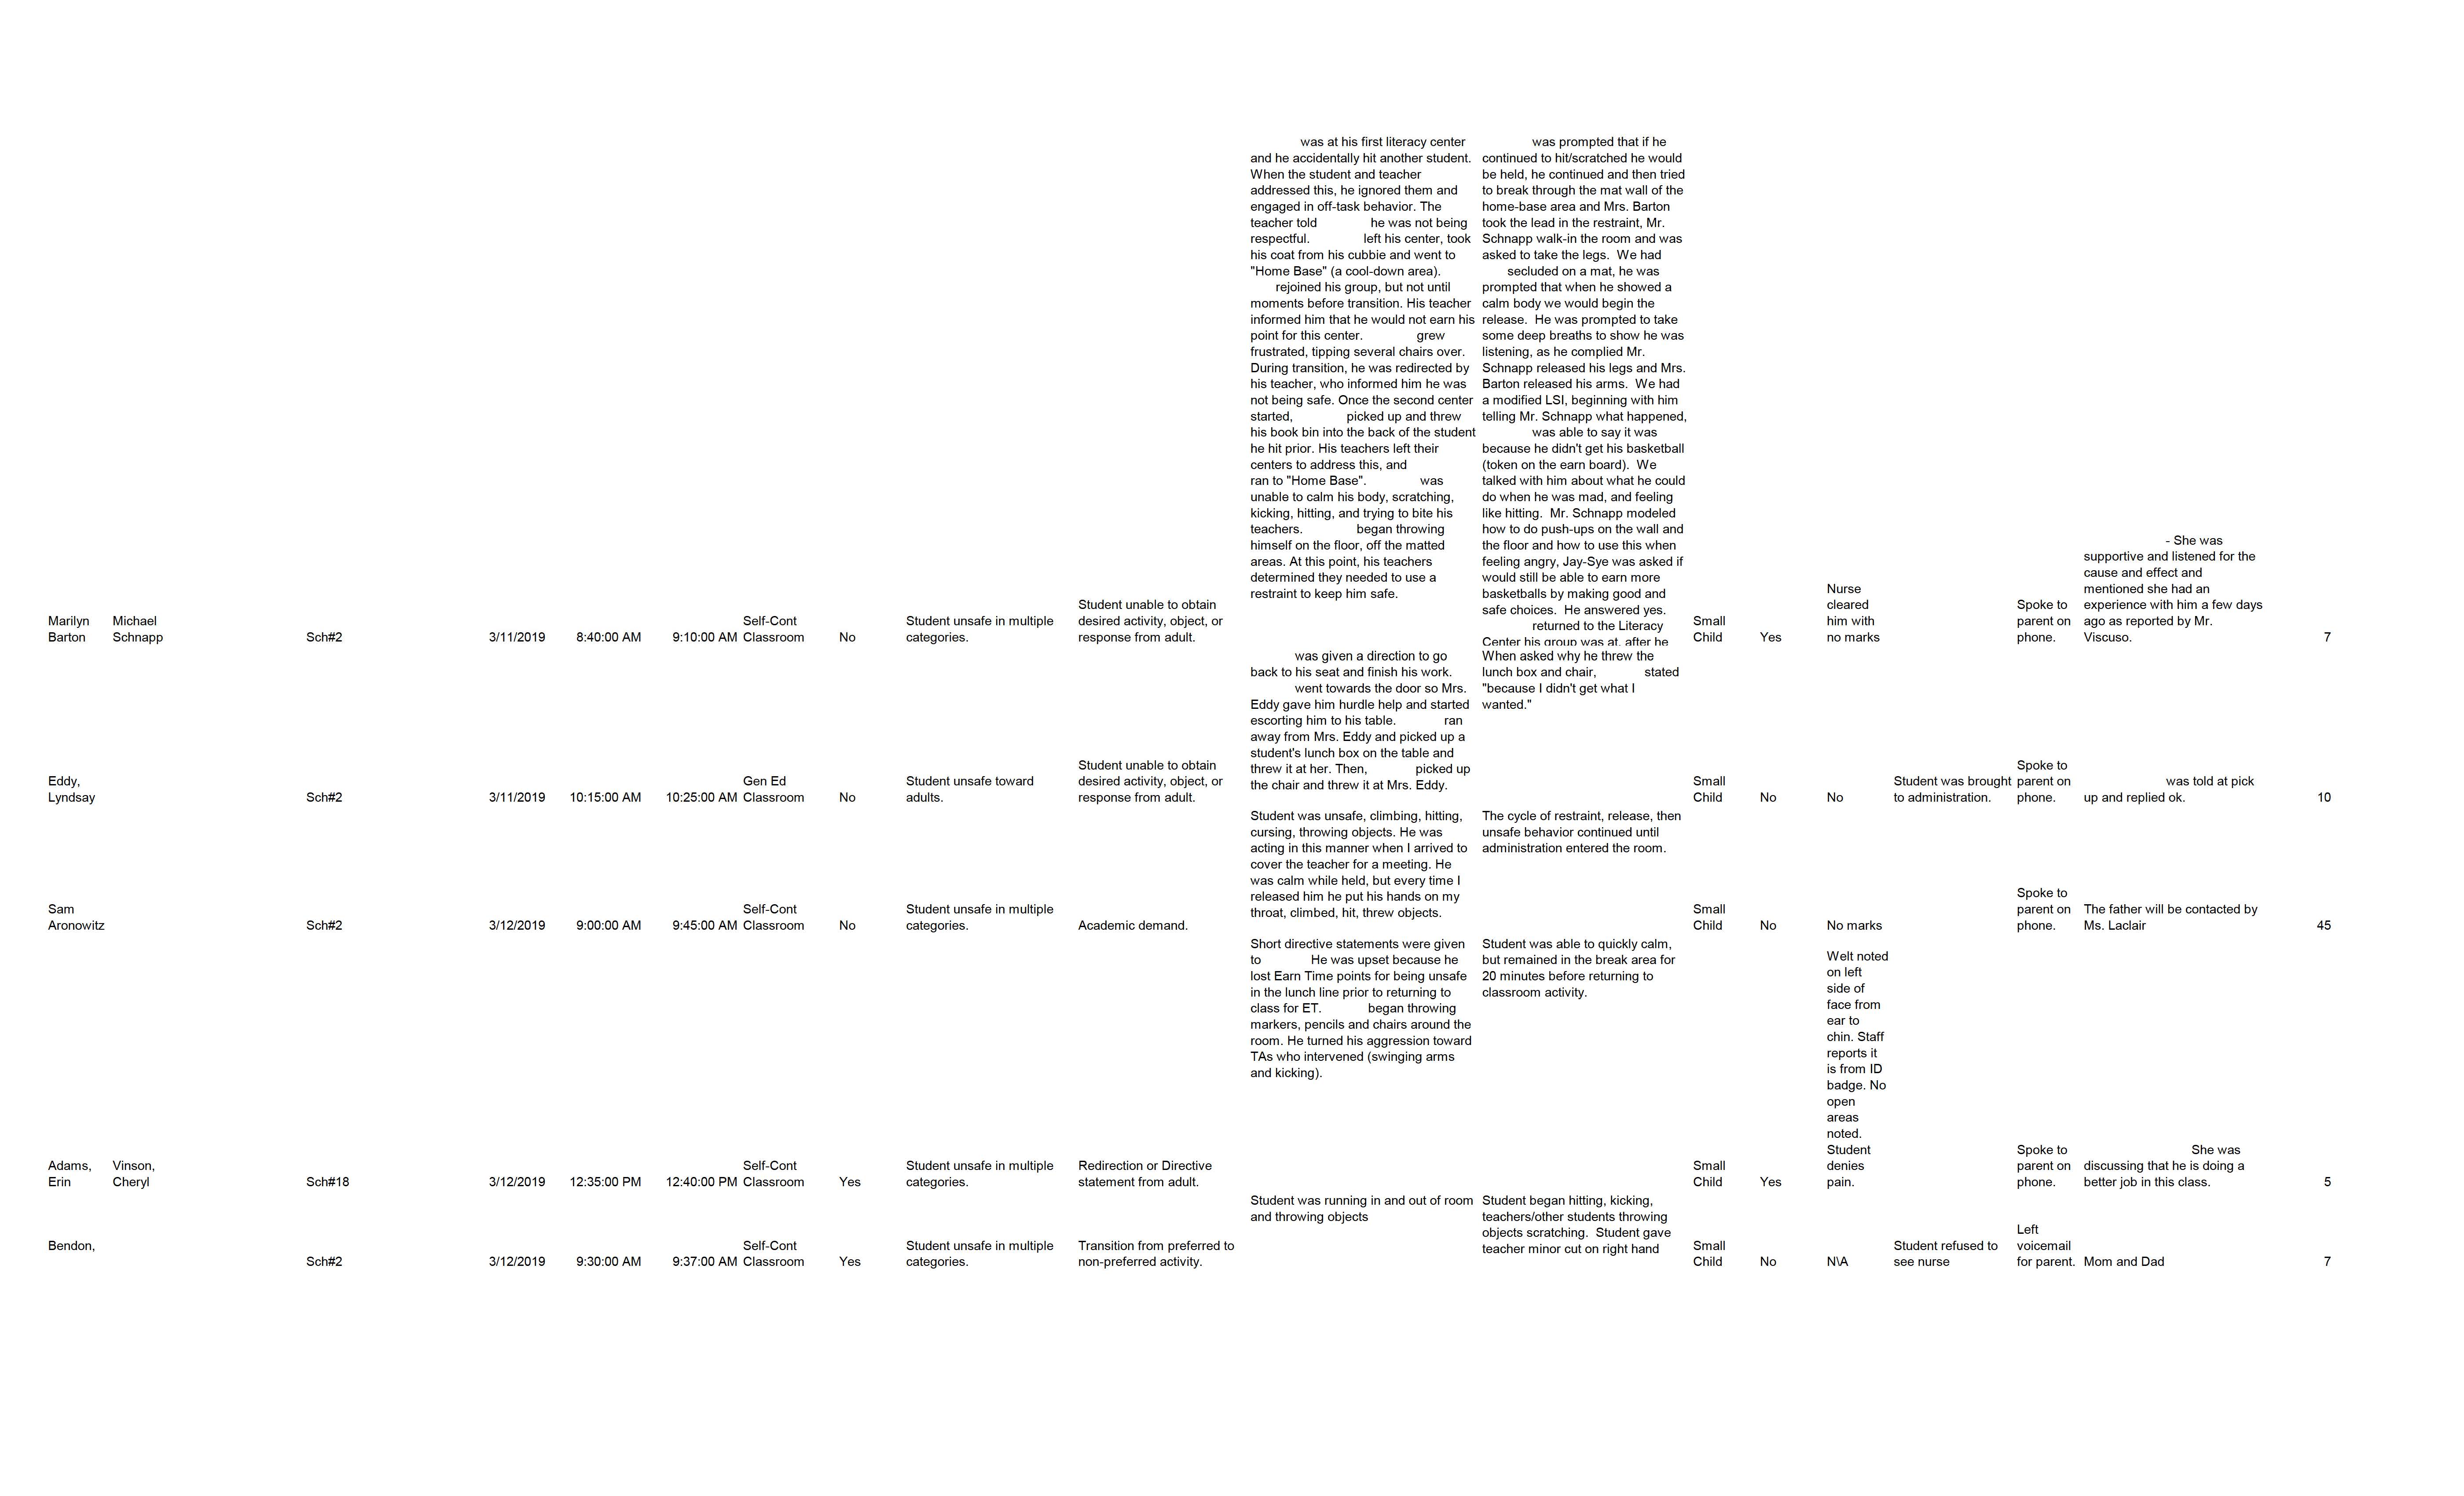 was at his first literacy center
and he accidentally hit another student.
When the student and teacher
addressed this, he ignored them and
engaged in off-task behavior. The
teacher told he was not being
respectful. left his center, took
his coat from his cubbie and went to
"Home Base" (a cool-down area).
rejoined his group, but not until
moments before transition. His teacher
informed him that he would not earn his
point for this center. grew
frustrated, tipping several chairs over.
During transition, he was redirected by
his teacher, who informed him he was
not being safe. Once the second center
started, picked up and threw
his book bin into the back of the student
he hit prior. His teachers left their
centers to address this, and
ran to "Home Base". was
unable to calm his body, scratching,
kicking, hitting, and trying to bite his
teachers. began throwing
himself on the floor, off the matted
areas. At this point, his teachers
determined they needed to use a
restraint to keep him safe.
was prompted that if he
continued to hit/scratched he would
be held, he continued and then tried
to break through the mat wall of the
home-base area and Mrs. Barton
took the lead in the restraint, Mr.
Schnapp walk-in the room and was
asked to take the legs. We had
secluded on a mat, he was
prompted that when he showed a
calm body we would begin the
release. He was prompted to take
some deep breaths to show he was
listening, as he complied Mr.
Schnapp released his legs and Mrs.
Barton released his arms. We had
a modified LSI, beginning with him
telling Mr. Schnapp what happened,
was able to say it was
because he didn't get his basketball
(token on the earn board). We
talked with him about what he could
do when he was mad, and feeling
like hitting. Mr. Schnapp modeled
how to do push-ups on the wall and
the floor and how to use this when
feeling angry, Jay-Sye was asked if
would still be able to earn more
basketballs by making good and
safe choices. He answered yes.
returned to the Literacy
Center his group was at, after he
Marilyn
Barton
Michael
Schnapp
Sch#2
3/11/2019
8:40:00 AM
9:10:00 AM
Self-Cont
Classroom
No
Student unsafe in multiple
categories.
Student unable to obtain
desired activity, object, or
response from adult.
Small
Child
Yes
Nurse
cleared
him with
no marks
Spoke to
parent on
phone.
- She was
supportive and listened for the
cause and effect and
mentioned she had an
experience with him a few days
ago as reported by Mr.
Viscuso.
7
Eddy,
Lyndsay
Sch#2
3/11/2019
10:15:00 AM
10:25:00 AM
Gen Ed
Classroom
No
Student unsafe toward
adults.
Student unable to obtain
desired activity, object, or
response from adult.
was given a direction to go
back to his seat and finish his work.
went towards the door so Mrs.
Eddy gave him hurdle help and started
escorting him to his table. ran
away from Mrs. Eddy and picked up a
student's lunch box on the table and
threw it at her. Then, picked up
the chair and threw it at Mrs. Eddy.
When asked why he threw the
lunch box and chair, stated
"because I didn't get what I
wanted."
Small
Child
No
No
Student was brought
to administration.
Spoke to
parent on
phone.
was told at pick
up and replied ok.
10
Sam
Aronowitz
Sch#2
3/12/2019
9:00:00 AM
9:45:00 AM
Self-Cont
Classroom
No
Student unsafe in multiple
categories.
Academic demand.
Student was unsafe, climbing, hitting,
cursing, throwing objects. He was
acting in this manner when I arrived to
cover the teacher for a meeting. He
was calm while held, but every time I
released him he put his hands on my
throat, climbed, hit, threw objects.
The cycle of restraint, release, then
unsafe behavior continued until
administration entered the room.
Small
Child
No
No marks
Spoke to
parent on
phone.
The father will be contacted by
Ms. Laclair
45
Adams,
Erin
Vinson,
Cheryl
Sch#18
3/12/2019
12:35:00 PM
12:40:00 PM
Self-Cont
Classroom
Yes
Student unsafe in multiple
categories.
Redirection or Directive
statement from adult.
Short directive statements were given
to He was upset because he
lost Earn Time points for being unsafe
in the lunch line prior to returning to
class for ET. began throwing
markers, pencils and chairs around the
room. He turned his aggression toward
TAs who intervened (swinging arms
and kicking).
Student was able to quickly calm,
but remained in the break area for
20 minutes before returning to
classroom activity.
Small
Child
Yes
Welt noted
on left
side of
face from
ear to
chin. Staff
reports it
is from ID
badge. No
open
areas
noted.
Student
denies
pain.
Spoke to
parent on
phone.
She was
discussing that he is doing a
better job in this class.
5
Bendon,
Sch#2
3/12/2019
9:30:00 AM
9:37:00 AM
Self-Cont
Classroom
Yes
Student unsafe in multiple
categories.
Transition from preferred to
non-preferred activity.
Student was running in and out of room
and throwing objects
Student began hitting, kicking,
teachers/other students throwing
objects scratching. Student gave
teacher minor cut on right hand
Small
Child
No
N\A
Student refused to
see nurse
Left
voicemail
for parent.
Mom and Dad
7